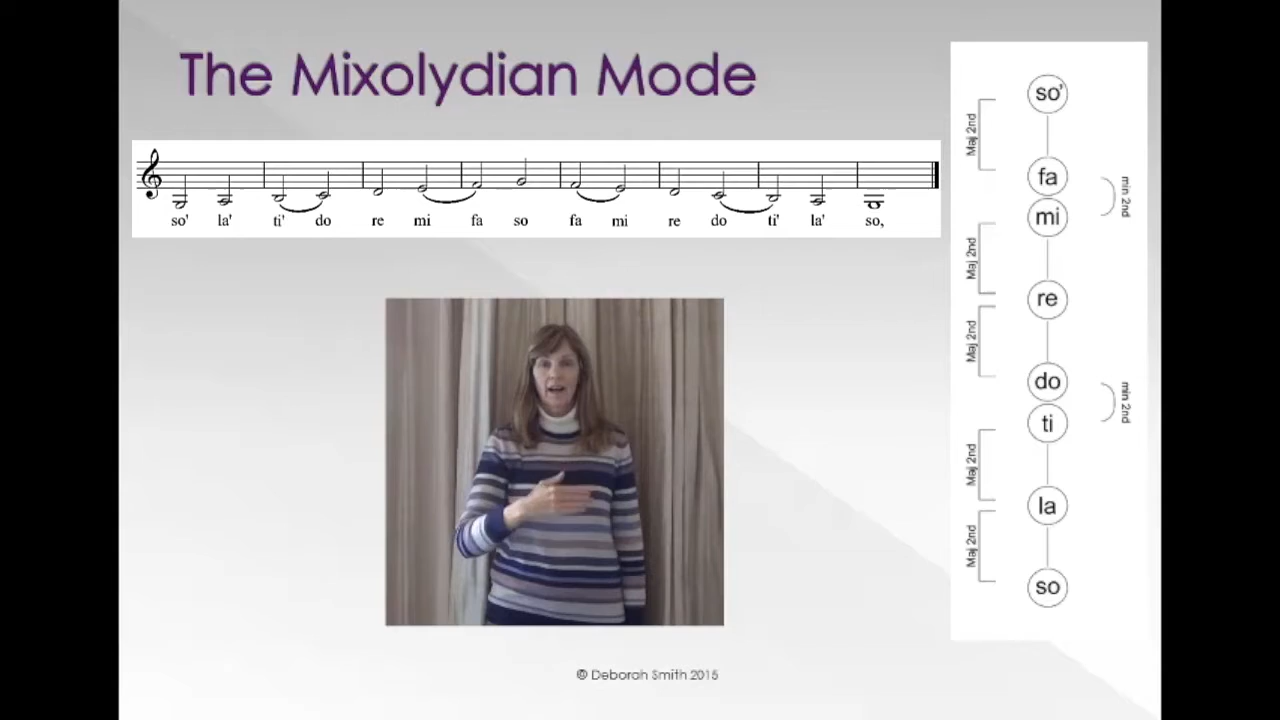 The Mixolydian Mode
so' la' ti' do re mi fa so fa mi re do ti' la' so,
so'
Maj 2nd
fa
min 2nd
mi
Maj 2nd
re
Maj 2nd
do
min 2nd
ti
Maj 2nd
la
Maj 2nd
so
© Deborah Smith 2015